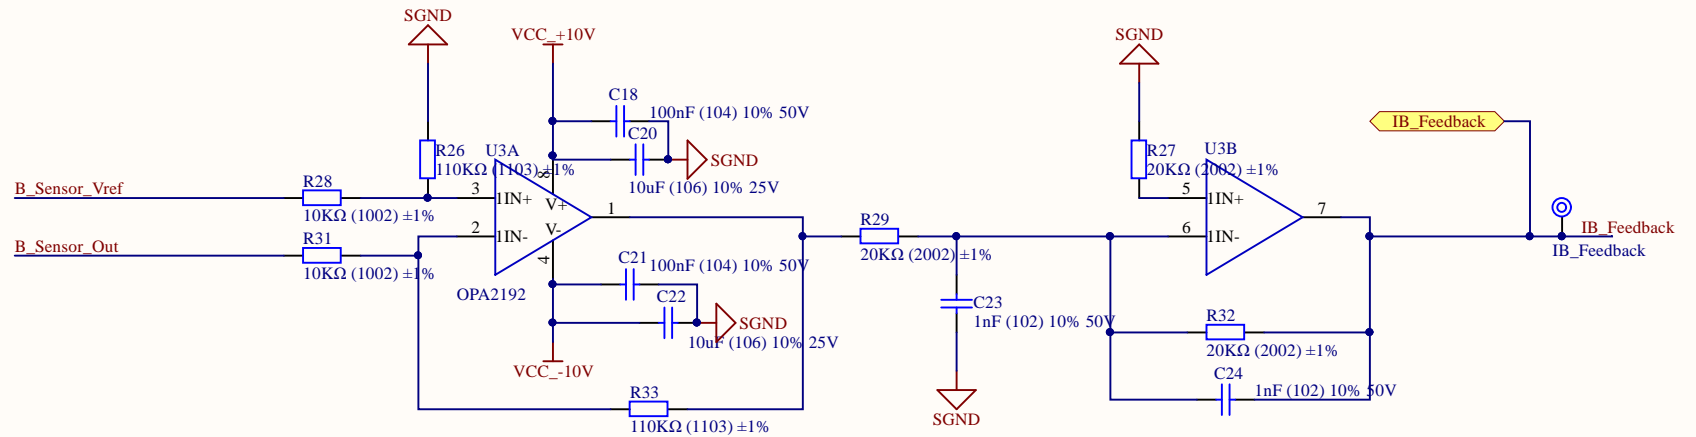 SGND
VCC_+10V
SGND
C18
100nF (104) 10% 50V
C20
SGND
10uF (106) 10% 25V
IB_Feedback
R26
110KΩ (1103) ±1%
U3A
8
R27
20KΩ (2002) ±1%
U3B
B_Sensor_Vref
R28
10KΩ (1002) ±1%
3
1IN+
V+
1
5
1IN+
7
B_Sensor_Out
R31
10KΩ (1002) ±1%
2
1IN-
V-
4
R29
20KΩ (2002) ±1%
6
1IN-
IB_Feedback
IB_Feedback
OPA2192
C21
100nF (104) 10% 50V
C22
SGND
10uF (106) 10% 25V
C23
1nF (102) 10% 50V
R32
20KΩ (2002) ±1%
VCC_-10V
C24
1nF (102) 10% 50V
R33
110KΩ (1103) ±1%
SGND